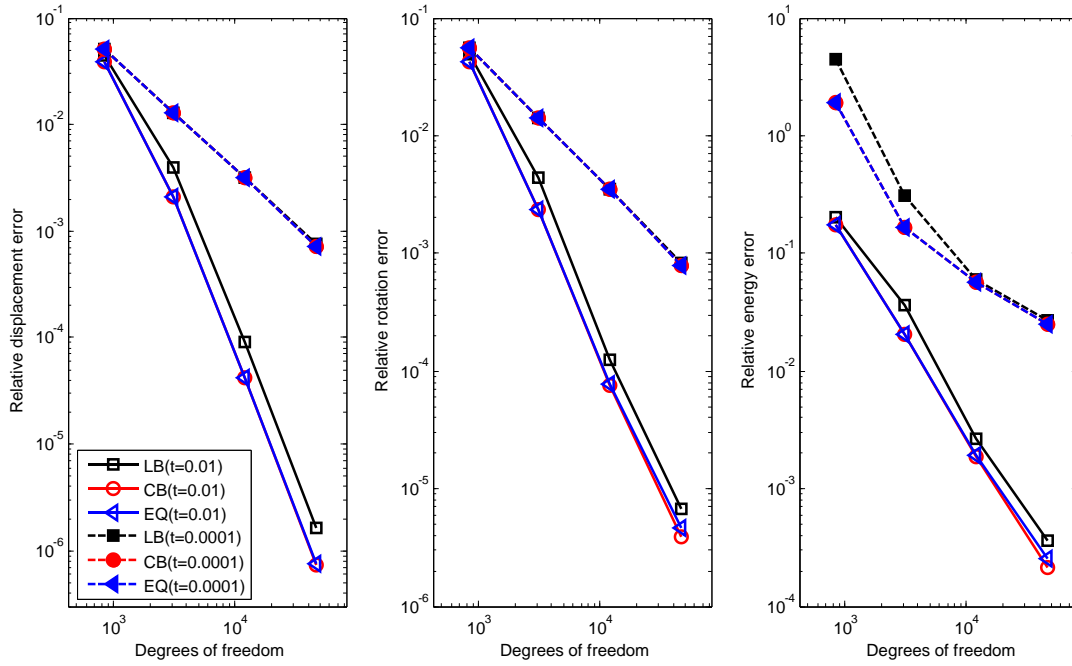 Relative displacement error
10^-1
10^-2
10^-3
10^-4
10^-5
10^-6
10^3
10^4
Degrees of freedom
LB(t=0.01)
CB(t=0.01)
EQ(t=0.01)
LB(t=0.0001)
CB(t=0.0001)
EQ(t=0.0001)
Relative rotation error
10^-1
10^-2
10^-3
10^-4
10^-5
10^-6
10^3
10^4
Degrees of freedom
Relative energy error
10^1
10^0
10^-1
10^-2
10^-3
10^-4
10^3
10^4
Degrees of freedom